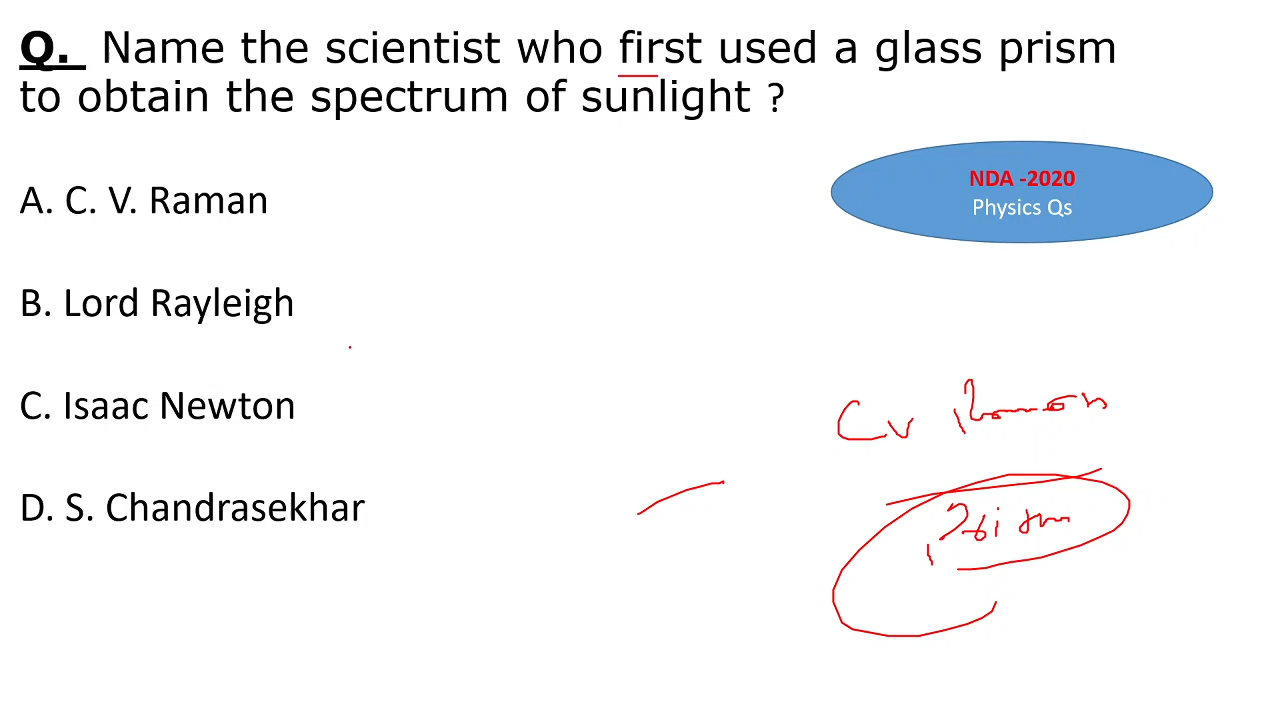 Q. Name the scientist who first used a glass prism
to obtain the spectrum of sunlight ?
NDA -2020
Physics Qs
A. C. V. Raman
B. Lord Rayleigh
C. Isaac Newton
D. S. Chandrasekhar
Cv Raman
Prism